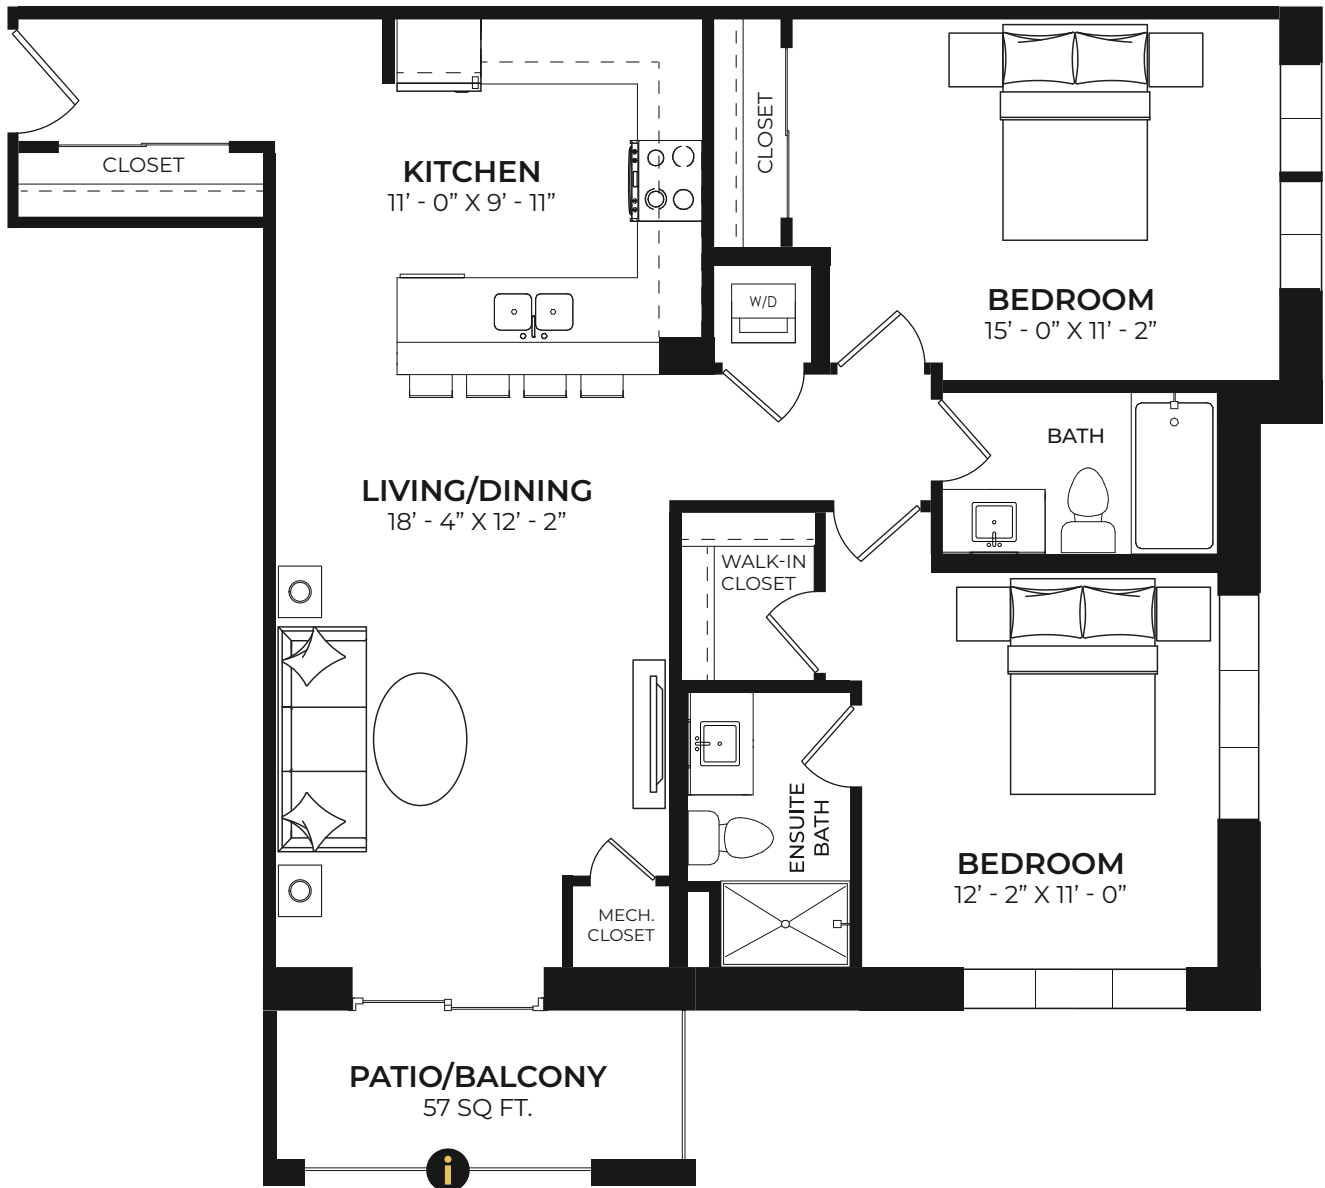 CLOSET
KITCHEN
11’ - 0” X 9’ - 11”
CLOSET
W/D
BEDROOM
15’ - 0” X 11’ - 2”
BATH
LIVING/DINING
18’ - 4” X 12’ - 2”
WALK-IN
CLOSET
ENSUITE
BATH
BEDROOM
12’ - 2” X 11’ - 0”
MECH.
CLOSET
PATIO/BALCONY
57 SQ FT.
i